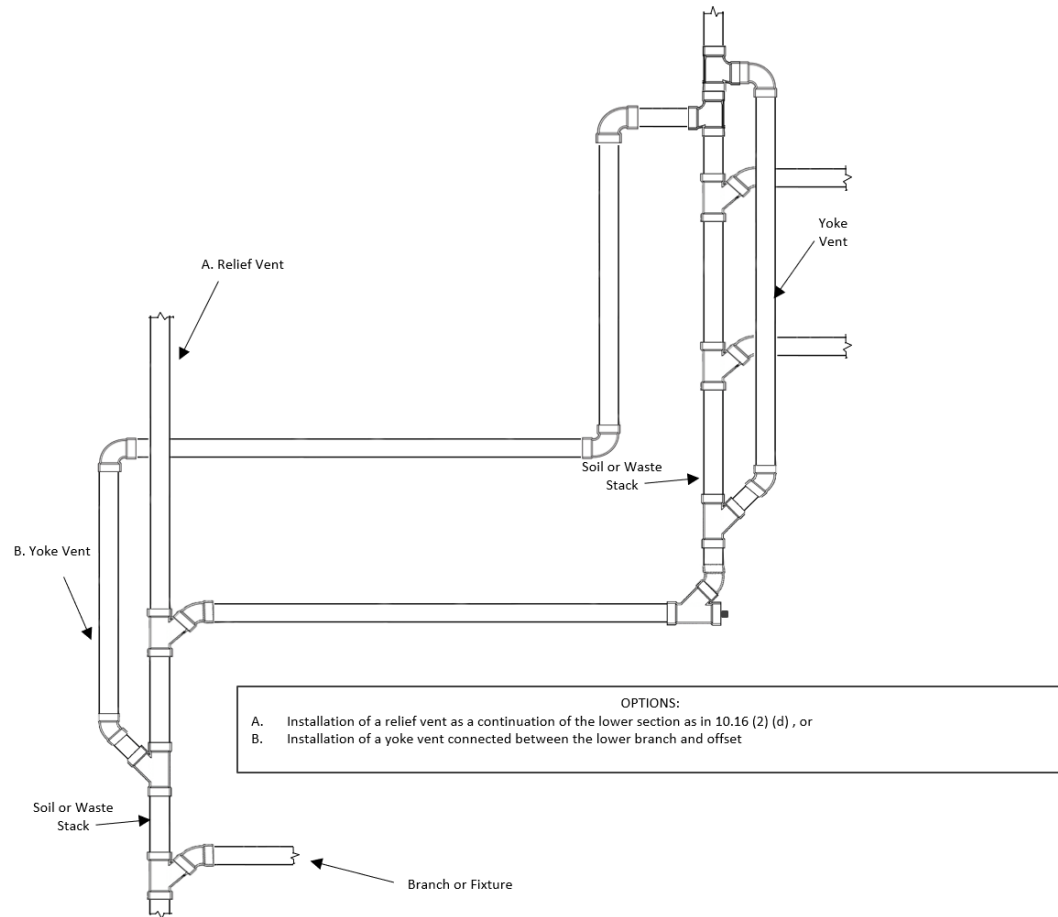 A. Relief Vent
Yoke
Vent
Soil or Waste
Stack
B. Yoke Vent
OPTIONS:
A. Installation of a relief vent as a continuation of the lower section as in 10.16 (2) (d) , or
B. Installation of a yoke vent connected between the lower branch and offset
Soil or Waste
Stack
Branch or Fixture